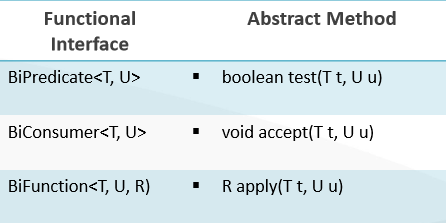 Functional
Interface
Abstract Method
BiPredicate<T, U>
▪ boolean test(T t, U u)
BiConsumer<T, U>
▪ void accept(T t, U u)
BiFunction<T, U, R)
▪ R apply(T t, U u)